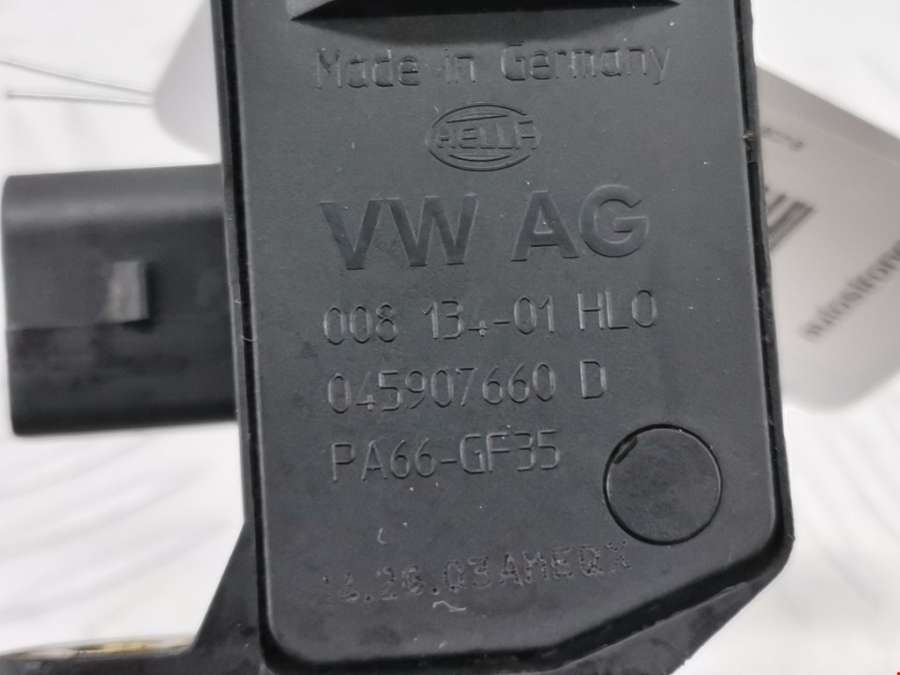 Made in Germany
HELLA
VW AG
008 134-01 HLO
045907660 D
PA66-GF35